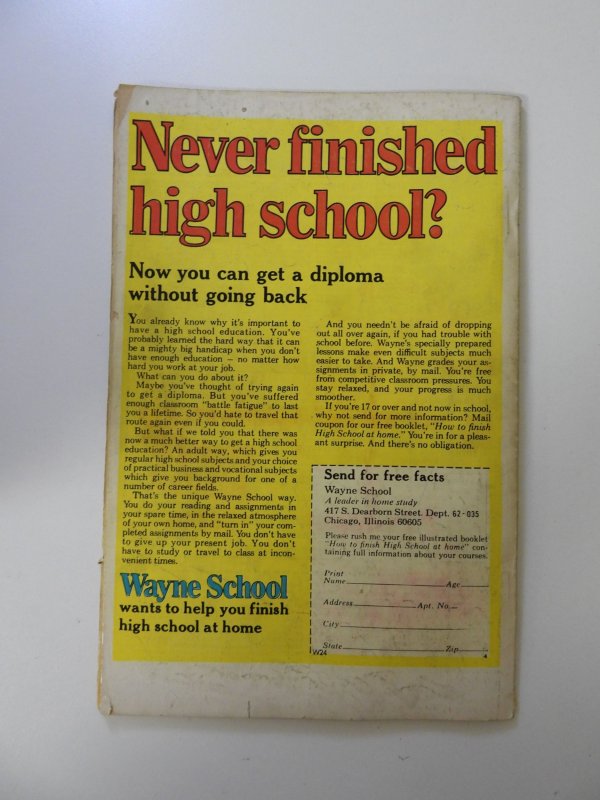 Never finished
high school?
Now you can get a diploma
without going back
You already know why it's important to
have a high school education. You've
probably learned the hard way that it can
be a mighty big handicap when you don't
have enough education — no matter how
hard you work at your job.
What can you do about it?
Maybe you've thought of trying again
to get a diploma. But you've suffered
enough classroom "battle fatigue" to last
you a lifetime. So you'd hate to travel that
route again even if you could.
But what if we told you that there was
now a much better way to get a high school
education? An adult way, which gives you
regular high school subjects and your choice
of practical business and vocational subjects
which give you background for one of a
number of career fields.
That's the unique Wayne School way.
You do your reading and assignments in
your spare time, in the relaxed atmosphere
of your own home, and "turn in" your com-
pleted assignments by mail. You don't have
to give up your present job. You don't
have to study or travel to class at incon-
venient times.
Wayne School
wants to help you finish
high school at home
And you needn't be afraid of dropping
out all over again, if you had trouble with
school before. Wayne's specially prepared
lessons make even difficult subjects much
easier to take. And Wayne grades your as-
signments in private, by mail. You're free
from competitive classroom pressures. You
stay relaxed, and your progress is much
smoother.
If you're 17 or over and not now in school,
why not send for more information? Mail
coupon for our free booklet, "How to finish
High School at home." You're in for a pleas-
ant surprise. And there's no obligation.
Send for free facts
Wayne School
A leader in home study
417 S. Dearborn Street. Dept. 62-035
Chicago, Illinois 60605
Please rush me your free illustrated booklet
"How to finish High School at home" con-
taining full information about your courses.
Print
Name Age
Address Apt. No.
City
State Zip
W24 4